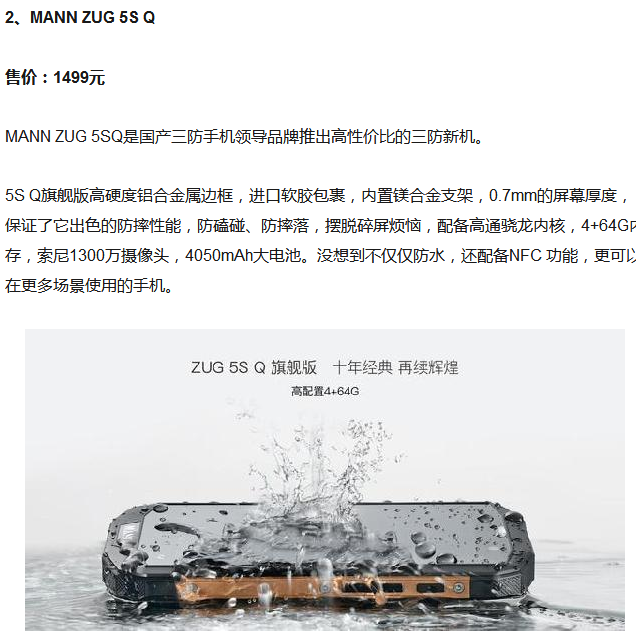 2、MANN ZUG 5S Q
售价：1499元
MANN ZUG 5SQ是国产三防手机领导品牌推出高性价比的三防新机。
5S Q旗舰版高硬度铝合金属边框，进口软胶包裹，内置镁合金支架，0.7mm的屏幕厚度，
保证了它出色的防摔性能，防磕碰、防摔落，摆脱碎屏烦恼，配备高通骁龙内核，4+64G内
存，索尼1300万摄像头，4050mAh大电池。没想到不仅仅防水，还配备NFC 功能，更可以
在更多场景使用的手机。
ZUG 5S Q 旗舰版 十年经典 再续辉煌
高配置4+64G